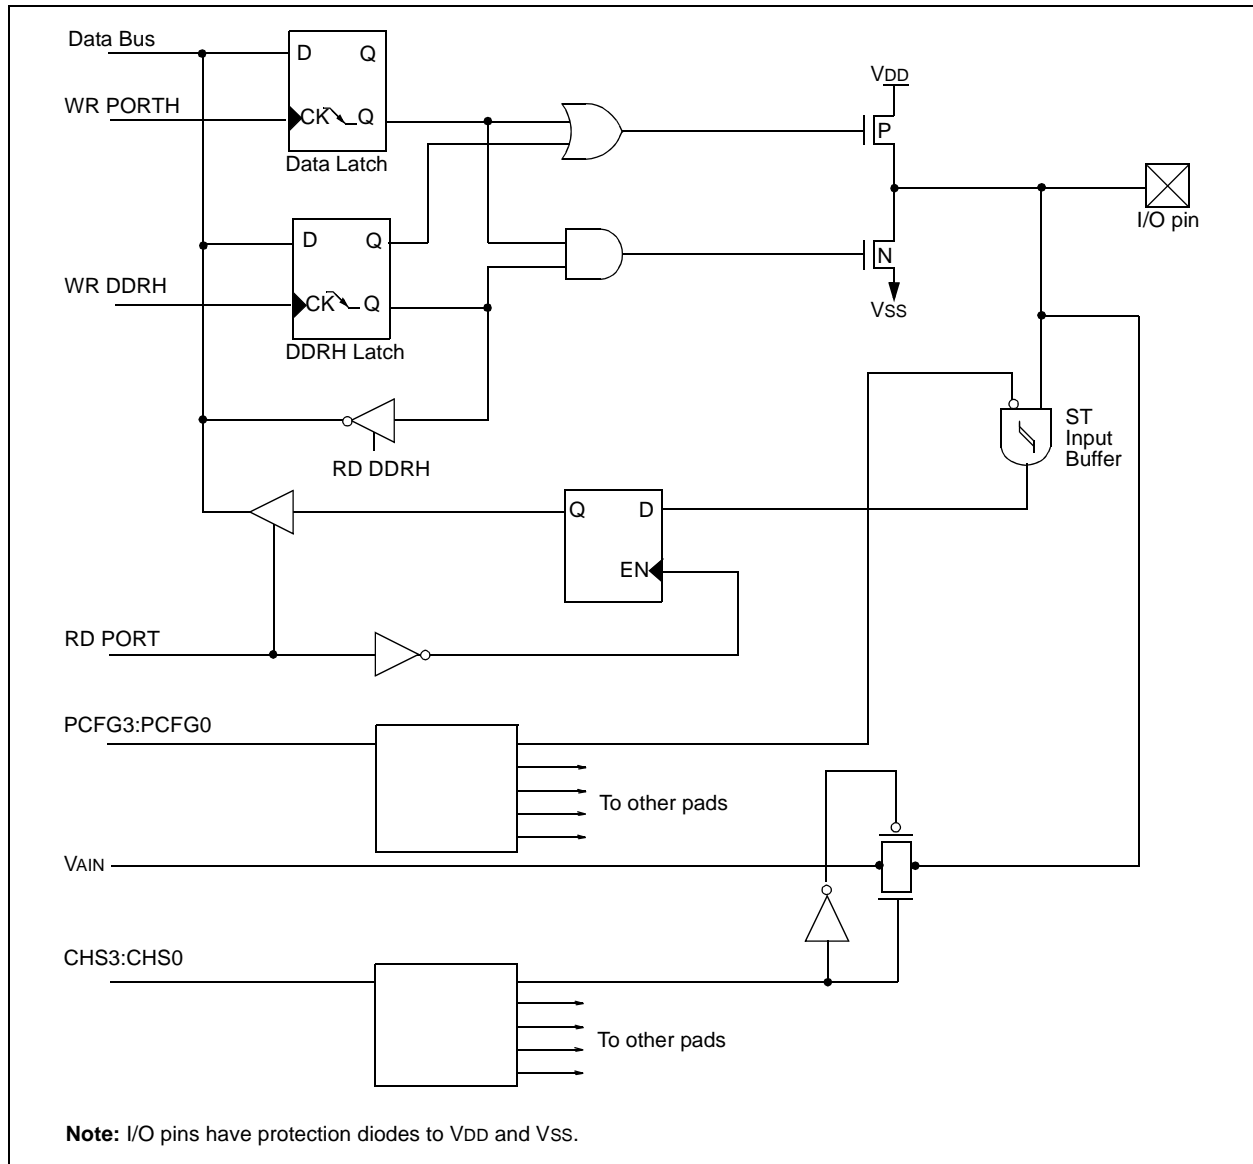 Data Bus
D Q
VDD
WR PORTH
CK Q
P
Data Latch
I/O pin
D Q
N
WR DDRH
CK Q
VSS
DDRH Latch
ST
Input
Buffer
RD DDRH
Q D
EN
RD PORT
PCFG3:PCFG0
To other pads
VAIN
CHS3:CHS0
To other pads
Note: I/O pins have protection diodes to VDD and VSS.